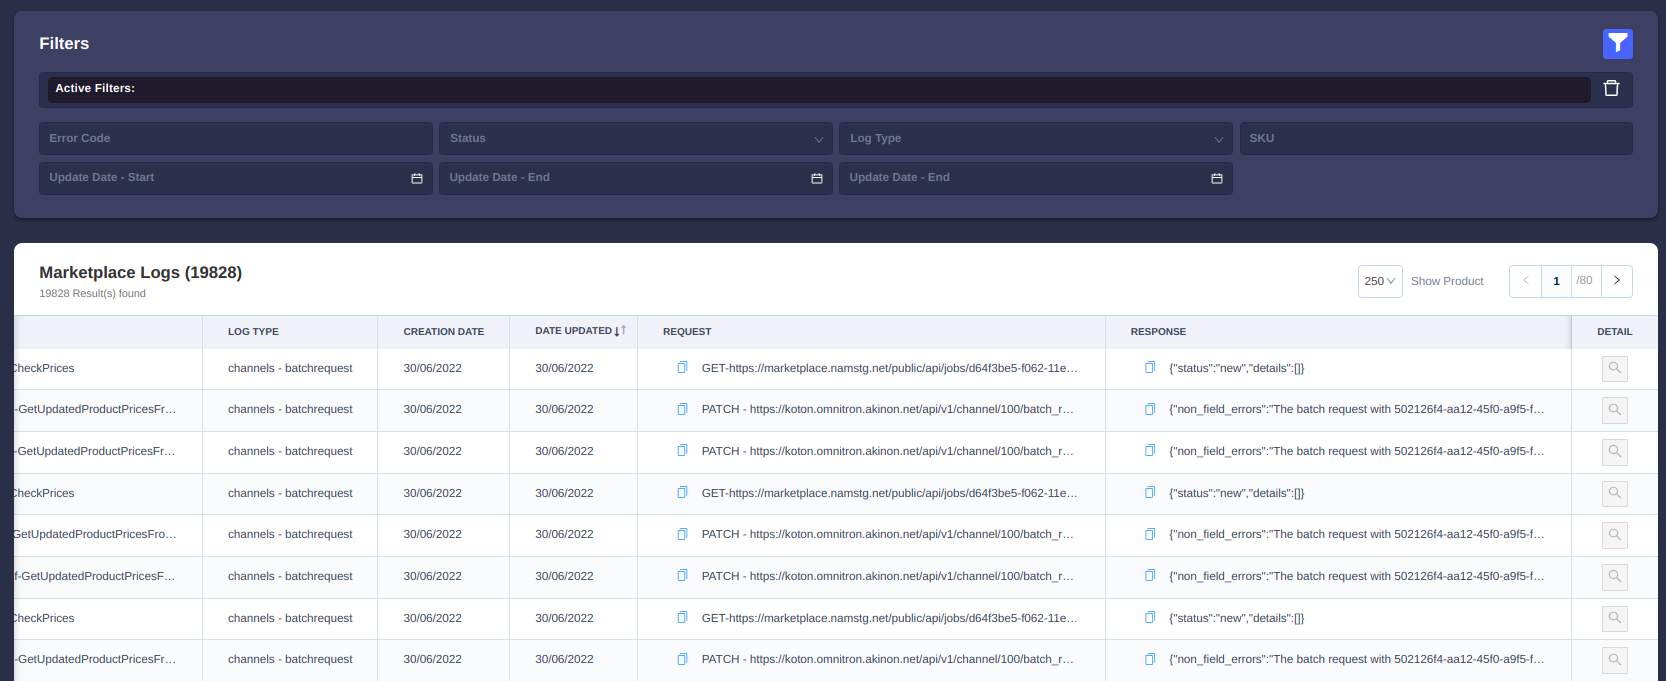 Filters
Active Filters:
Error Code Status Log Type SKU
Update Date - Start Update Date - End Update Date - End
Marketplace Logs (19828)
19828 Result(s) found
250 Show Product 1 /80
LOG TYPE CREATION DATE DATE UPDATED REQUEST RESPONSE DETAIL
CheckPrices channels - batchrequest 30/06/2022 30/06/2022 GET-https://marketplace.namstg.net/public/api/jobs/d64f3be5-f062-11e... {"status":"new","details":[]}
-GetUpdatedProductPricesFr... channels - batchrequest 30/06/2022 30/06/2022 PATCH - https://koton.omnitron.akinon.net/api/v1/channel/100/batch_r... {"non_field_errors":"The batch request with 502126f4-aa12-45f0-a9f5-f...
-GetUpdatedProductPricesFr... channels - batchrequest 30/06/2022 30/06/2022 PATCH - https://koton.omnitron.akinon.net/api/v1/channel/100/batch_r... {"non_field_errors":"The batch request with 502126f4-aa12-45f0-a9f5-f...
CheckPrices channels - batchrequest 30/06/2022 30/06/2022 GET-https://marketplace.namstg.net/public/api/jobs/d64f3be5-f062-11e... {"status":"new","details":[]}
GetUpdatedProductPricesFro... channels - batchrequest 30/06/2022 30/06/2022 PATCH - https://koton.omnitron.akinon.net/api/v1/channel/100/batch_r... {"non_field_errors":"The batch request with 502126f4-aa12-45f0-a9f5-f...
f-GetUpdatedProductPricesF... channels - batchrequest 30/06/2022 30/06/2022 PATCH - https://koton.omnitron.akinon.net/api/v1/channel/100/batch_r... {"non_field_errors":"The batch request with 502126f4-aa12-45f0-a9f5-f...
CheckPrices channels - batchrequest 30/06/2022 30/06/2022 GET-https://marketplace.namstg.net/public/api/jobs/d64f3be5-f062-11e... {"status":"new","details":[]}
-GetUpdatedProductPricesFr... channels - batchrequest 30/06/2022 30/06/2022 PATCH - https://koton.omnitron.akinon.net/api/v1/channel/100/batch_r... {"non_field_errors":"The batch request with 502126f4-aa12-45f0-a9f5-f...